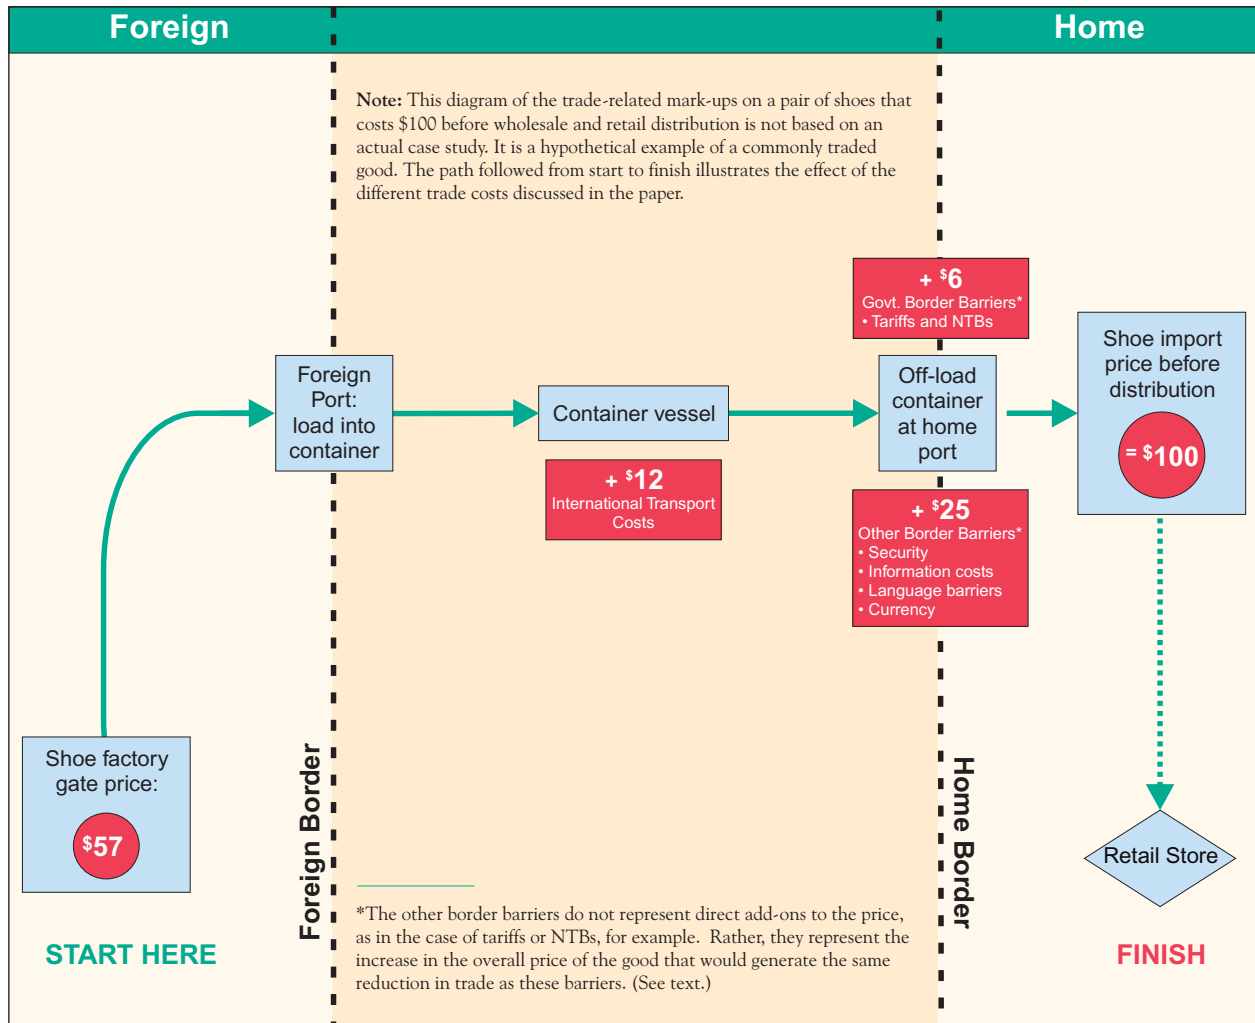 Foreign
Home
Note: This diagram of the trade-related mark-ups on a pair of shoes that
costs $100 before wholesale and retail distribution is not based on an
actual case study. It is a hypothetical example of a commonly traded
good. The path followed from start to finish illustrates the effect of the
different trade costs discussed in the paper.
Shoe factory
gate price:
$57
START HERE
Foreign Border
Foreign
Port:
load into
container
Container vessel
+ $12
International Transport
Costs
+ $6
Govt. Border Barriers*
• Tariffs and NTBs
Off-load
container
at home
port
+ $25
Other Border Barriers*
• Security
• Information costs
• Language barriers
• Currency
Home Border
Shoe import
price before
distribution
= $100
Retail Store
FINISH
*The other border barriers do not represent direct add-ons to the price,
as in the case of tariffs or NTBs, for example. Rather, they represent the
increase in the overall price of the good that would generate the same
reduction in trade as these barriers. (See text.)